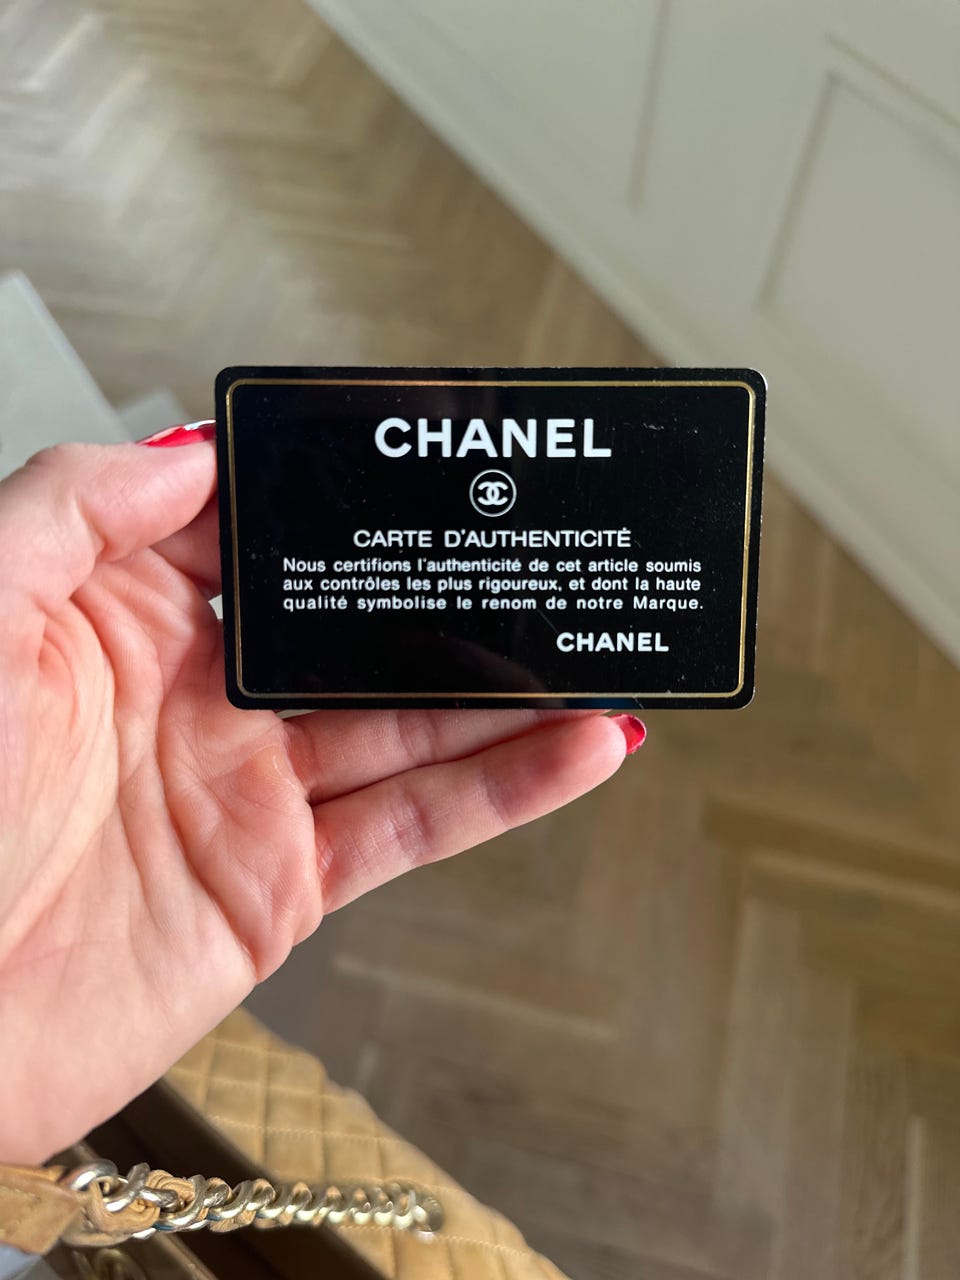 CHANEL
CARTE D'AUTHENTICITÉ
Nous certifions l'authenticité de cet article soumis
aux contrôles les plus rigoureux, et dont la haute
qualité symbolise le renom de notre Marque.
CHANEL